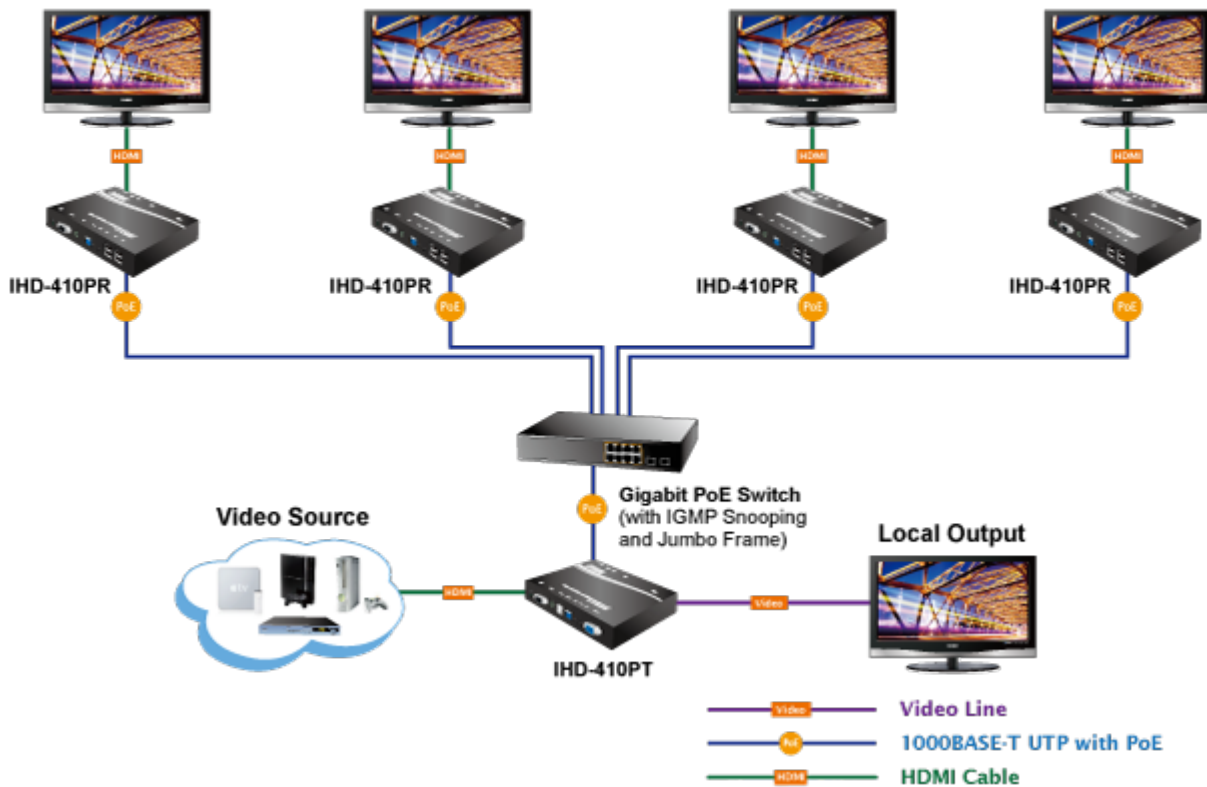 HDMI HDMI HDMI HDMI
IHD-410PR IHD-410PR IHD-410PR IHD-410PR
PoE PoE PoE PoE
Gigabit PoE Switch
(with IGMP Snooping
and Jumbo Frame)
PoE
Video Source
Local Output
HDMI
Video
IHD-410PT
Video Video Line
PoE 1000BASE-T UTP with PoE
HDMI HDMI Cable